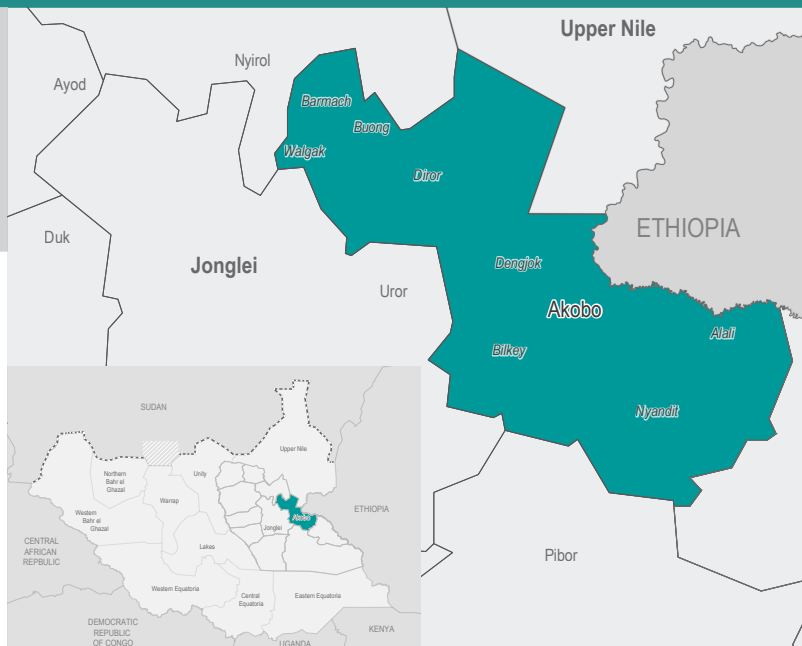 Upper Nile
Nyirol
Ayod
Barmach
Buong
Walgak
Diror
ETHIOPIA
Duk
Jonglei
Dengjok
Uror
Akobo
Alali
Bilkey
Nyandit
Pibor
SUDAN
Upper Nile
Northern
Bahr el
Ghazal
Unity
Warrap
Western
Bahr el
Ghazal
Akobo
ETHIOPIA
Jonglei
CENTRAL
AFRICAN
REPBULIC
Lakes
Western Equatoria
Central
Equatoria
Eastern Equatoria
DEMOCRATIC
REPUBLIC
OF CONGO
KENYA
UGANDA